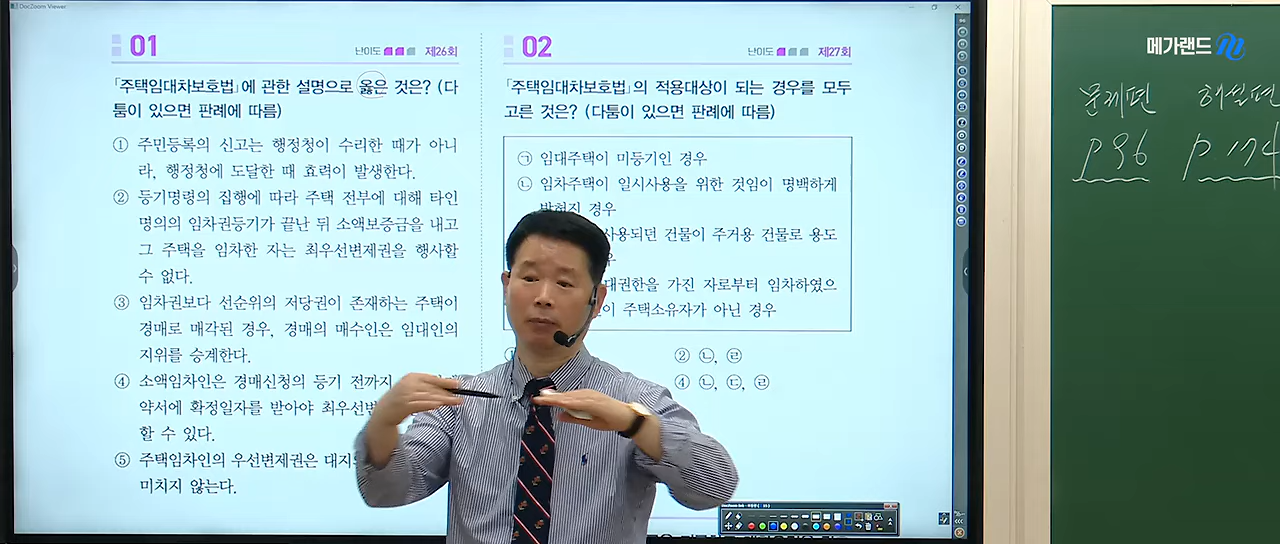 DocZoom Viewer
01
난이도
제26회
「주택임대차보호법」에 관한 설명으로 옳은 것은? (다
툼이 있으면 판례에 따름)
① 주민등록의 신고는 행정청이 수리한 때가 아니
라, 행정청에 도달한 때 효력이 발생한다.
② 등기명령의 집행에 따라 주택 전부에 대해 타인
명의의 임차권등기가 끝난 뒤 소액보증금을 내고
그 주택을 임차한 자는 최우선변제권을 행사할
수 없다.
③ 임차권보다 선순위의 저당권이 존재하는 주택이
경매로 매각된 경우, 경매의 매수인은 임대인의
지위를 승계한다.
④ 소액임차인은 경매신청의 등기 전까지
약서에 확정일자를 받아야 최우선변
할 수 있다.
⑤ 주택임차인의 우선변제권은 대지
미치지 않는다.
02
난이도
제27회
「주택임대차보호법」의 적용대상이 되는 경우를 모두
고른 것은? (다툼이 있으면 판례에 따름)
㉠ 임대주택이 미등기인 경우
㉡ 임차주택이 일시사용을 위한 것임이 명백하게
밝혀진 경우
사용되던 건물이 주거용 건물로 용도
대권한을 가진 자로부터 임차하였으
이 주택소유자가 아닌 경우
② ㉡, ㉣
④ ㉡, ㉢, ㉣
메가랜드
문제편 해설편
P 96 P 174